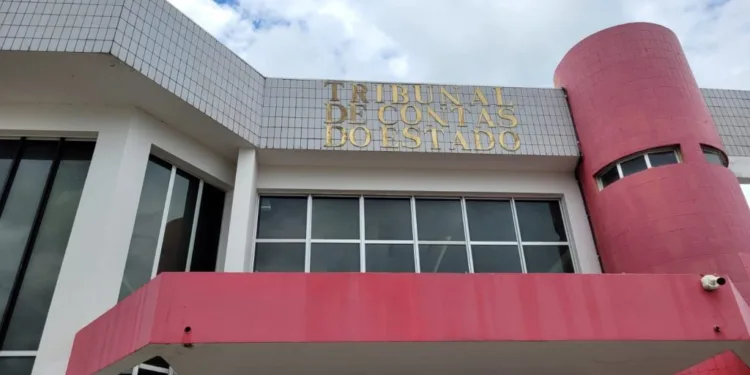 TRIBUNAL
DE CONTAS
DO ESTADO